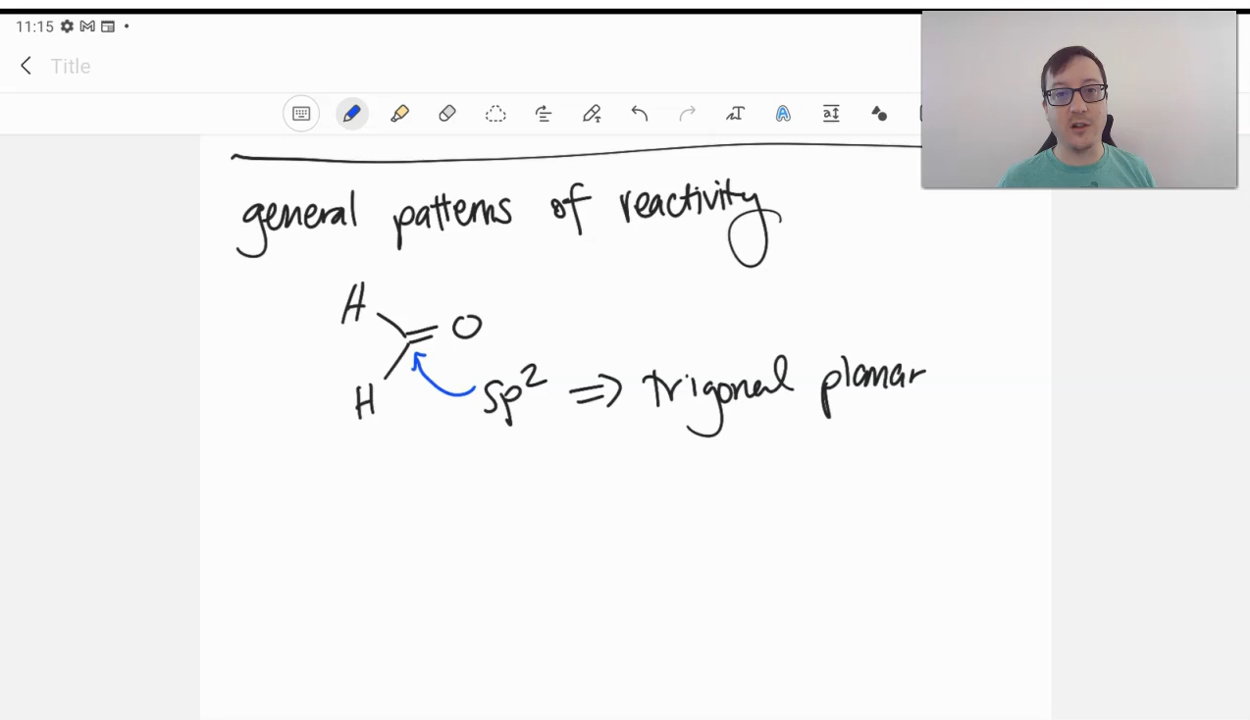 11:15
Title
general patterns of reactivity
H
O
H
sp² ⇒ trigonal planar